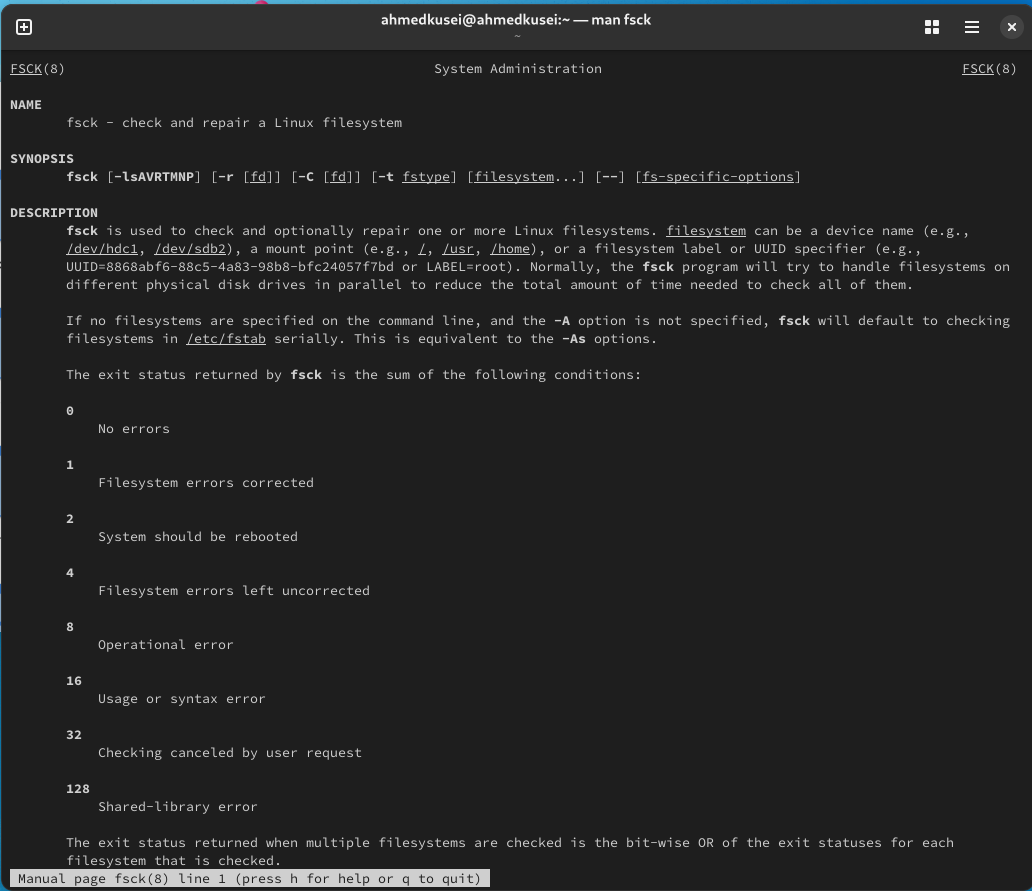 ahmedkusei@ahmedkusei:~ — man fsck
~
FSCK(8) System Administration FSCK(8)
NAME
fsck - check and repair a Linux filesystem
SYNOPSIS
fsck [-lsAVRTMNP] [-r [fd]] [-C [fd]] [-t fstype] [filesystem...] [--] [fs-specific-options]
DESCRIPTION
fsck is used to check and optionally repair one or more Linux filesystems. filesystem can be a device name (e.g.,
/dev/hdc1, /dev/sdb2), a mount point (e.g., /, /usr, /home), or a filesystem label or UUID specifier (e.g.,
UUID=8868abf6-88c5-4a83-98b8-bfc24057f7bd or LABEL=root). Normally, the fsck program will try to handle filesystems on
different physical disk drives in parallel to reduce the total amount of time needed to check all of them.
If no filesystems are specified on the command line, and the -A option is not specified, fsck will default to checking
filesystems in /etc/fstab serially. This is equivalent to the -As options.
The exit status returned by fsck is the sum of the following conditions:
0
No errors
1
Filesystem errors corrected
2
System should be rebooted
4
Filesystem errors left uncorrected
8
Operational error
16
Usage or syntax error
32
Checking canceled by user request
128
Shared-library error
The exit status returned when multiple filesystems are checked is the bit-wise OR of the exit statuses for each
filesystem that is checked.
Manual page fsck(8) line 1 (press h for help or q to quit)